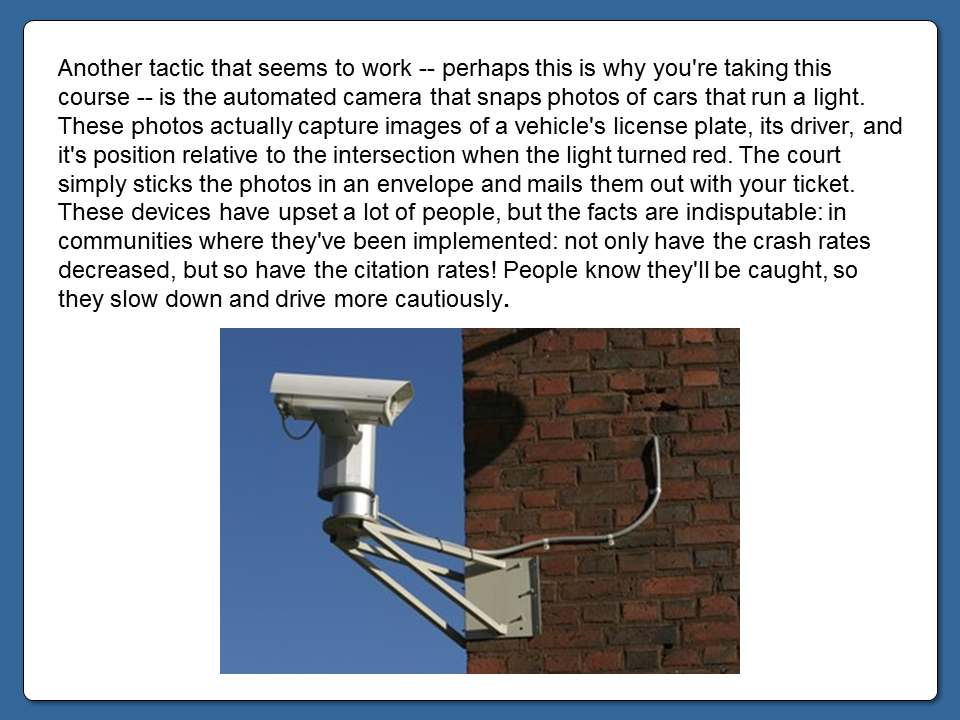 Another tactic that seems to work -- perhaps this is why you're taking this
course -- is the automated camera that snaps photos of cars that run a light.
These photos actually capture images of a vehicle's license plate, its driver, and
it's position relative to the intersection when the light turned red. The court
simply sticks the photos in an envelope and mails them out with your ticket.
These devices have upset a lot of people, but the facts are indisputable: in
communities where they've been implemented: not only have the crash rates
decreased, but so have the citation rates! People know they'll be caught, so
they slow down and drive more cautiously.